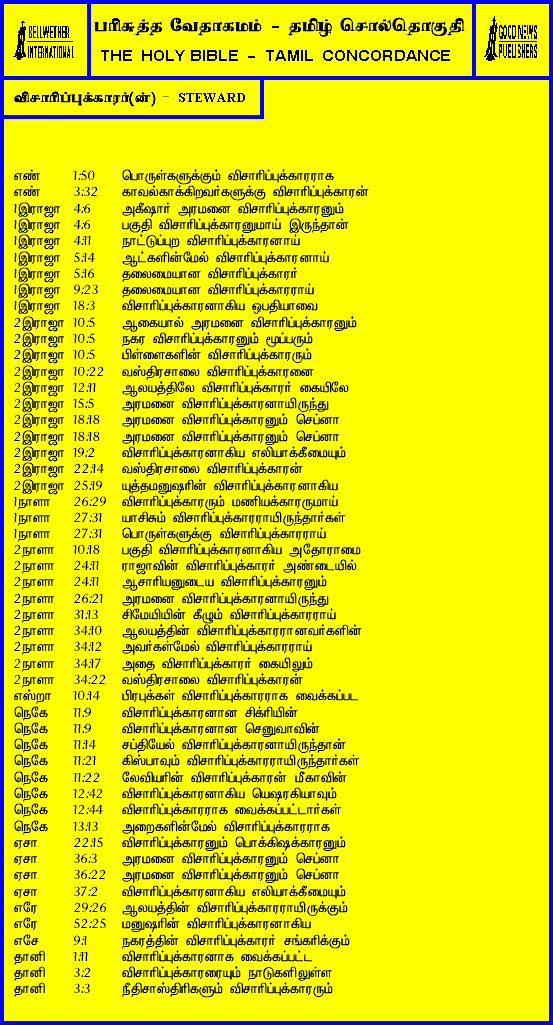 BELLWETHER
INTERNATIONAL
பரிசுத்த வேதாகமம் - தமிழ் சொல்தொகுதி
THE HOLY BIBLE - TAMIL CONCORDANCE
GOOD NEWS
PUBLISHERS
விசாரிப்புக்காரர்(ன்) - STEWARD
எண் 1:50 பொருள்களுக்கும் விசாரிப்புக்காரராக
எண் 3:32 காவல்காக்கிறவர்களுக்கு விசாரிப்புக்காரன்
1இராஜா 4:6 அகீஷார் அரமனை விசாரிப்புக்காரனும்
1இராஜா 4:6 பகுதி விசாரிப்புக்காரனுமாய் இருந்தான்
1இராஜா 4:11 நாட்டுப்புற விசாரிப்புக்காரனாய்
1இராஜா 5:14 ஆட்களின்மேல் விசாரிப்புக்காரனாய்
1இராஜா 5:16 தலைமையான விசாரிப்புக்காரர்
1இராஜா 9:23 தலைமையான விசாரிப்புக்காரராய்
1இராஜா 18:3 விசாரிப்புக்காரனாகிய ஒபதியாவை
2இராஜா 10:5 ஆகையால் அரமனை விசாரிப்புக்காரனும்
2இராஜா 10:5 நகர விசாரிப்புக்காரனும் மூப்பரும்
2இராஜா 10:5 பிள்ளைகளின் விசாரிப்புக்காரரும்
2இராஜா 10:22 வஸ்திரசாலை விசாரிப்புக்காரனை
2இராஜா 12:11 ஆலயத்திலே விசாரிப்புக்காரர் கையிலே
2இராஜா 15:5 அரமனை விசாரிப்புக்காரனாயிருந்து
2இராஜா 18:18 அரமனை விசாரிப்புக்காரனும் செப்னா
2இராஜா 18:18 அரமனை விசாரிப்புக்காரனும் செப்னா
2இராஜா 19:2 விசாரிப்புக்காரனாகிய எலியாக்கீமையும்
2இராஜா 22:14 வஸ்திரசாலை விசாரிப்புக்காரன்
2இராஜா 25:19 யுத்தமனுஷரின் விசாரிப்புக்காரனாகிய
1நாளா 26:29 விசாரிப்புக்காரரும் மணியக்காரருமாய்
1நாளா 27:31 யாசிசும் விசாரிப்புக்காரராயிருந்தார்கள்
1நாளா 27:31 பொருள்களுக்கு விசாரிப்புக்காரராய்
2நாளா 10:18 பகுதி விசாரிப்புக்காரனாகிய அதோராமை
2நாளா 24:11 ராஜாவின் விசாரிப்புக்காரர் அண்டையில்
2நாளா 24:11 ஆசாரியனுடைய விசாரிப்புக்காரனும்
2நாளா 26:21 அரமனை விசாரிப்புக்காரனாயிருந்து
2நாளா 31:13 சிமேயியின் கீழும் விசாரிப்புக்காரராய்
2நாளா 34:10 ஆலயத்தின் விசாரிப்புக்காரரானவர்களின்
2நாளா 34:12 அவர்கள்மேல் விசாரிப்புக்காரராய்
2நாளா 34:17 அதை விசாரிப்புக்காரர் கையிலும்
2நாளா 34:22 வஸ்திரசாலை விசாரிப்புக்காரன்
எஸ்றா 10:14 பிரபுக்கள் விசாரிப்புக்காரராக வைக்கப்பட
நெகே 11:9 விசாரிப்புக்காரனான சிக்ரியின்
நெகே 11:9 விசாரிப்புக்காரனான செனுவாவின்
நெகே 11:14 சப்தியேல் விசாரிப்புக்காரனாயிருந்தான்
நெகே 11:21 கிஸ்பாவும் விசாரிப்புக்காரராயிருந்தார்கள்
நெகே 11:22 லேவியரின் விசாரிப்புக்காரன் மீகாவின்
நெகே 12:42 விசாரிப்புக்காரனாகிய யெஷரகியாவும்
நெகே 12:44 விசாரிப்புக்காரராக வைக்கப்பட்டார்கள்
நெகே 13:13 அறைகளின்மேல் விசாரிப்புக்காரராக
ஏசா 22:15 விசாரிப்புக்காரனும் பொக்கிஷக்காரனும்
ஏசா 36:3 அரமனை விசாரிப்புக்காரனும் செப்னா
ஏசா 36:22 அரமனை விசாரிப்புக்காரனும் செப்னா
ஏசா 37:2 விசாரிப்புக்காரனாகிய எலியாக்கீமையும்
எரே 29:26 ஆலயத்தின் விசாரிப்புக்காரராயிருக்கும்
எரே 52:25 மனுஷரின் விசாரிப்புக்காரனாகிய
எசே 9:1 நகரத்தின் விசாரிப்புக்காரர் சங்கரிக்கும்
தானி 1:11 விசாரிப்புக்காரனாக வைக்கப்பட்ட
தானி 3:2 விசாரிப்புக்காரரையும் நாடுகளிலுள்ள
தானி 3:3 நீதிசாஸ்திரிகளும் விசாரிப்புக்காரரும்